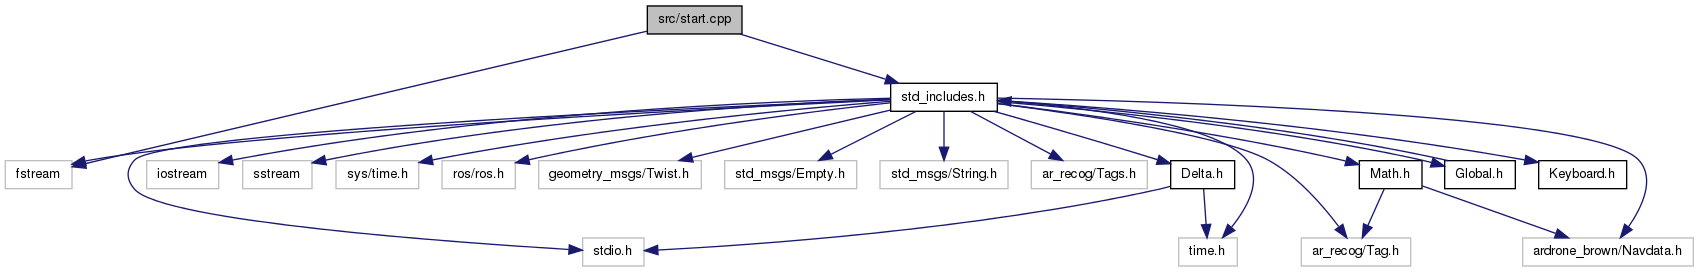 src/start.cpp
std_includes.h
fstream
iostream
sstream
sys/time.h
ros/ros.h
geometry_msgs/Twist.h
std_msgs/Empty.h
std_msgs/String.h
ar_recog/Tags.h
Delta.h
Math.h
Global.h
Keyboard.h
stdio.h
time.h
ar_recog/Tag.h
ardrone_brown/Navdata.h